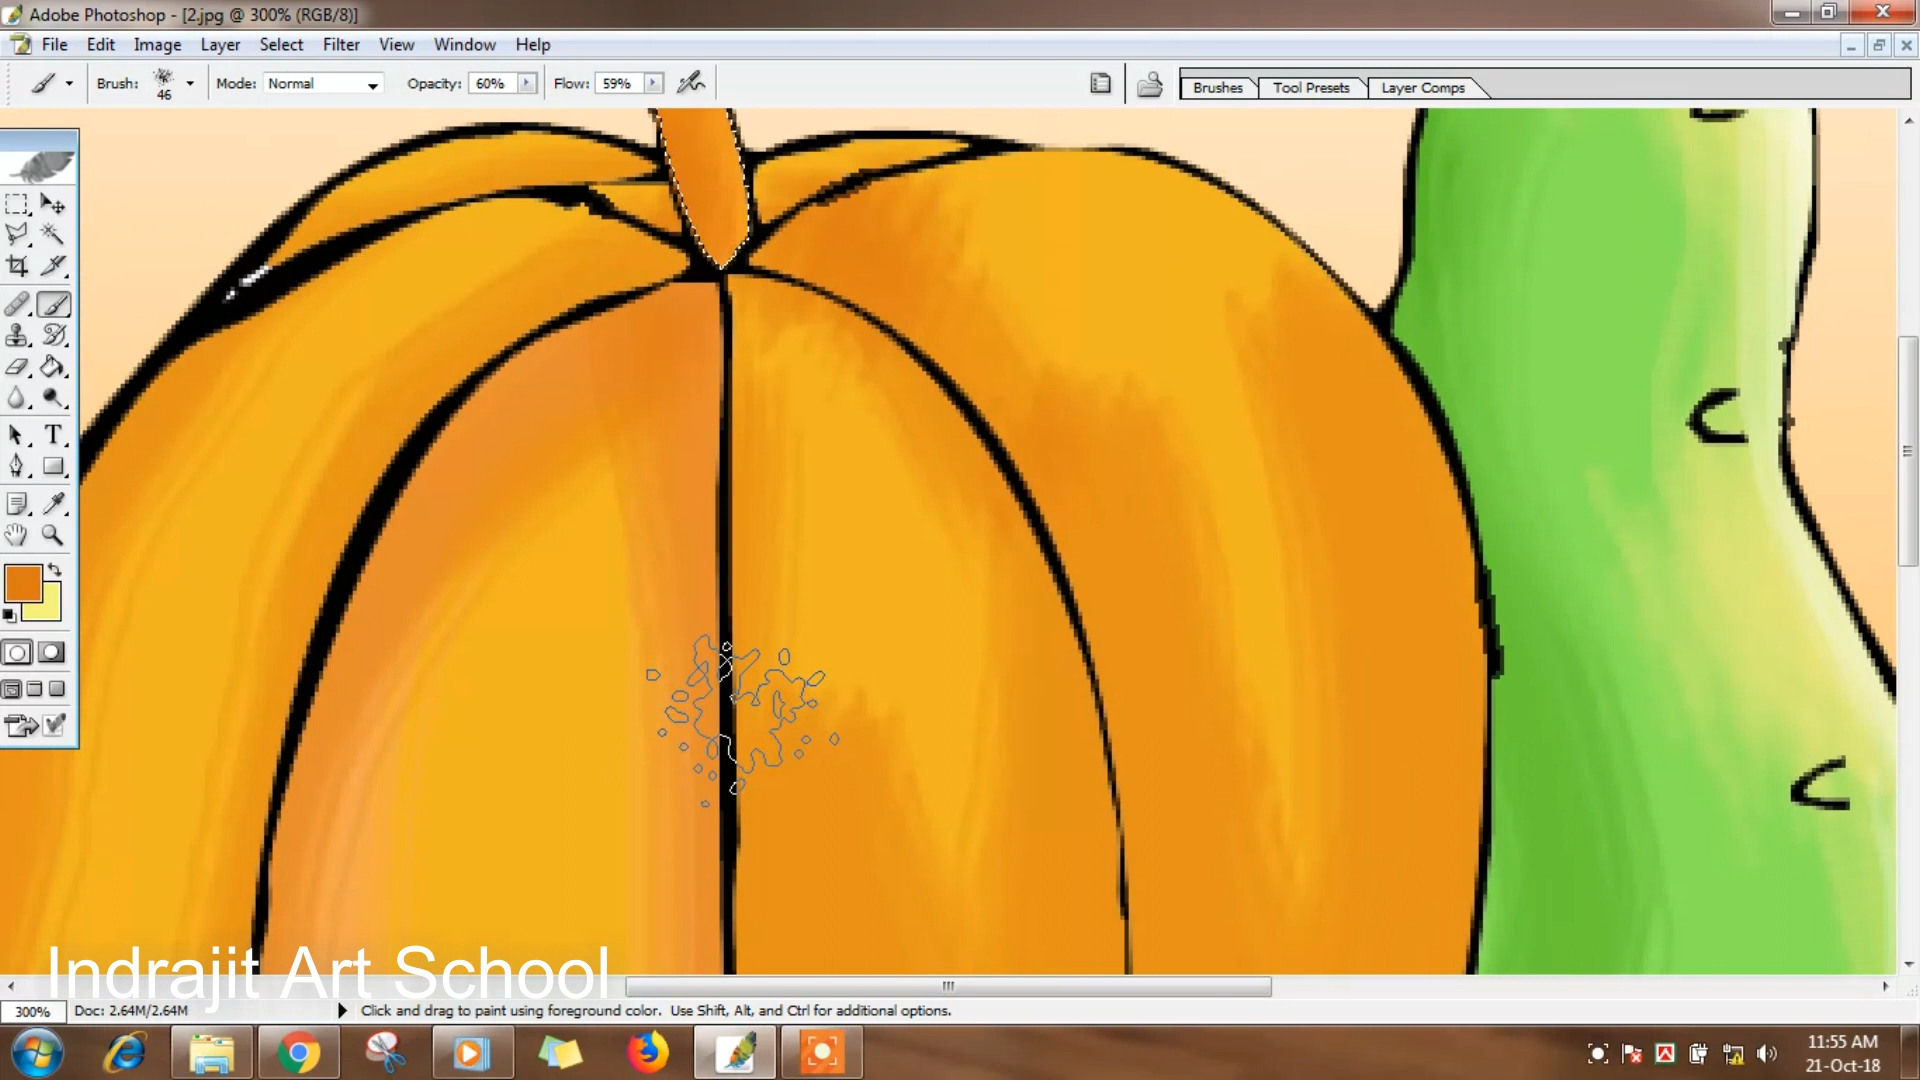 Adobe Photoshop - [2.jpg @ 300% (RGB/8)]
File Edit Image Layer Select Filter View Window Help
Brush: 46 Mode: Normal Opacity: 60% Flow: 59% Brushes Tool Presets Layer Comps
T
Indrajit Art School
300% Doc: 2.64M/2.64M Click and drag to paint using foreground color. Use Shift, Alt, and Ctrl for additional options.
11:55 AM
21-Oct-18